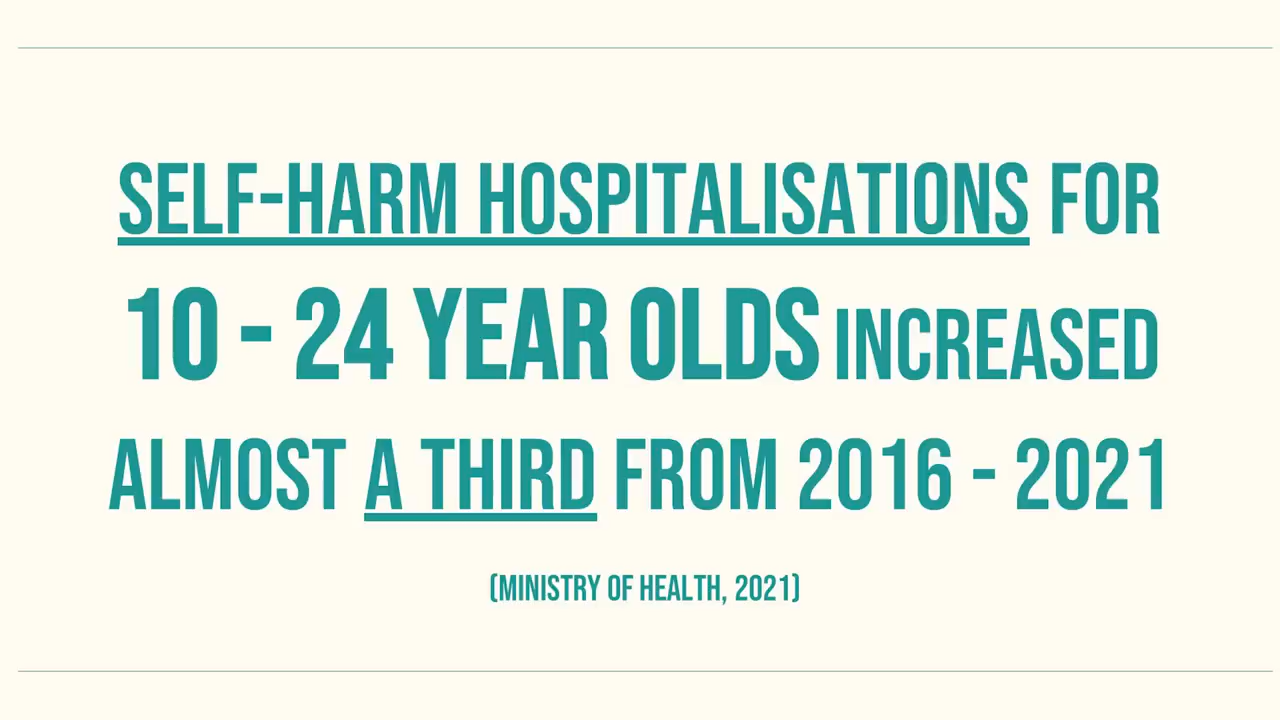 SELF-HARM HOSPITALISATIONS FOR
10 - 24 YEAR OLDS INCREASED
ALMOST A THIRD FROM 2016 - 2021
(MINISTRY OF HEALTH, 2021)